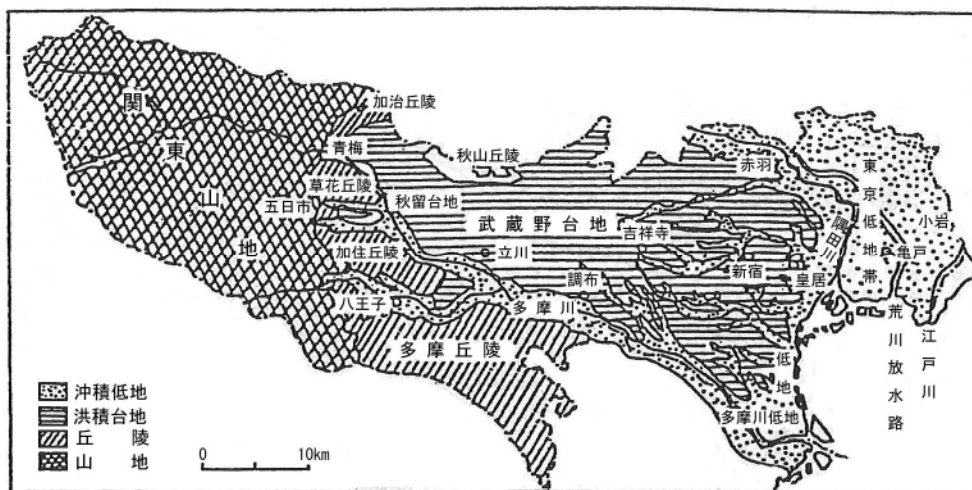 関東山地
加治丘陵
青梅
秋山丘陵
赤羽
東京低地帯
草花丘陵
五日市
秋留台地
武蔵野台地
吉祥寺
隅田川
小岩
亀戸
加住丘陵
立川
新宿
皇居
調布
八王子
多摩川
荒川放水路
江戸川
多摩丘陵
低地
多摩川低地
沖積低地
洪積台地
丘陵
山地
0 10km